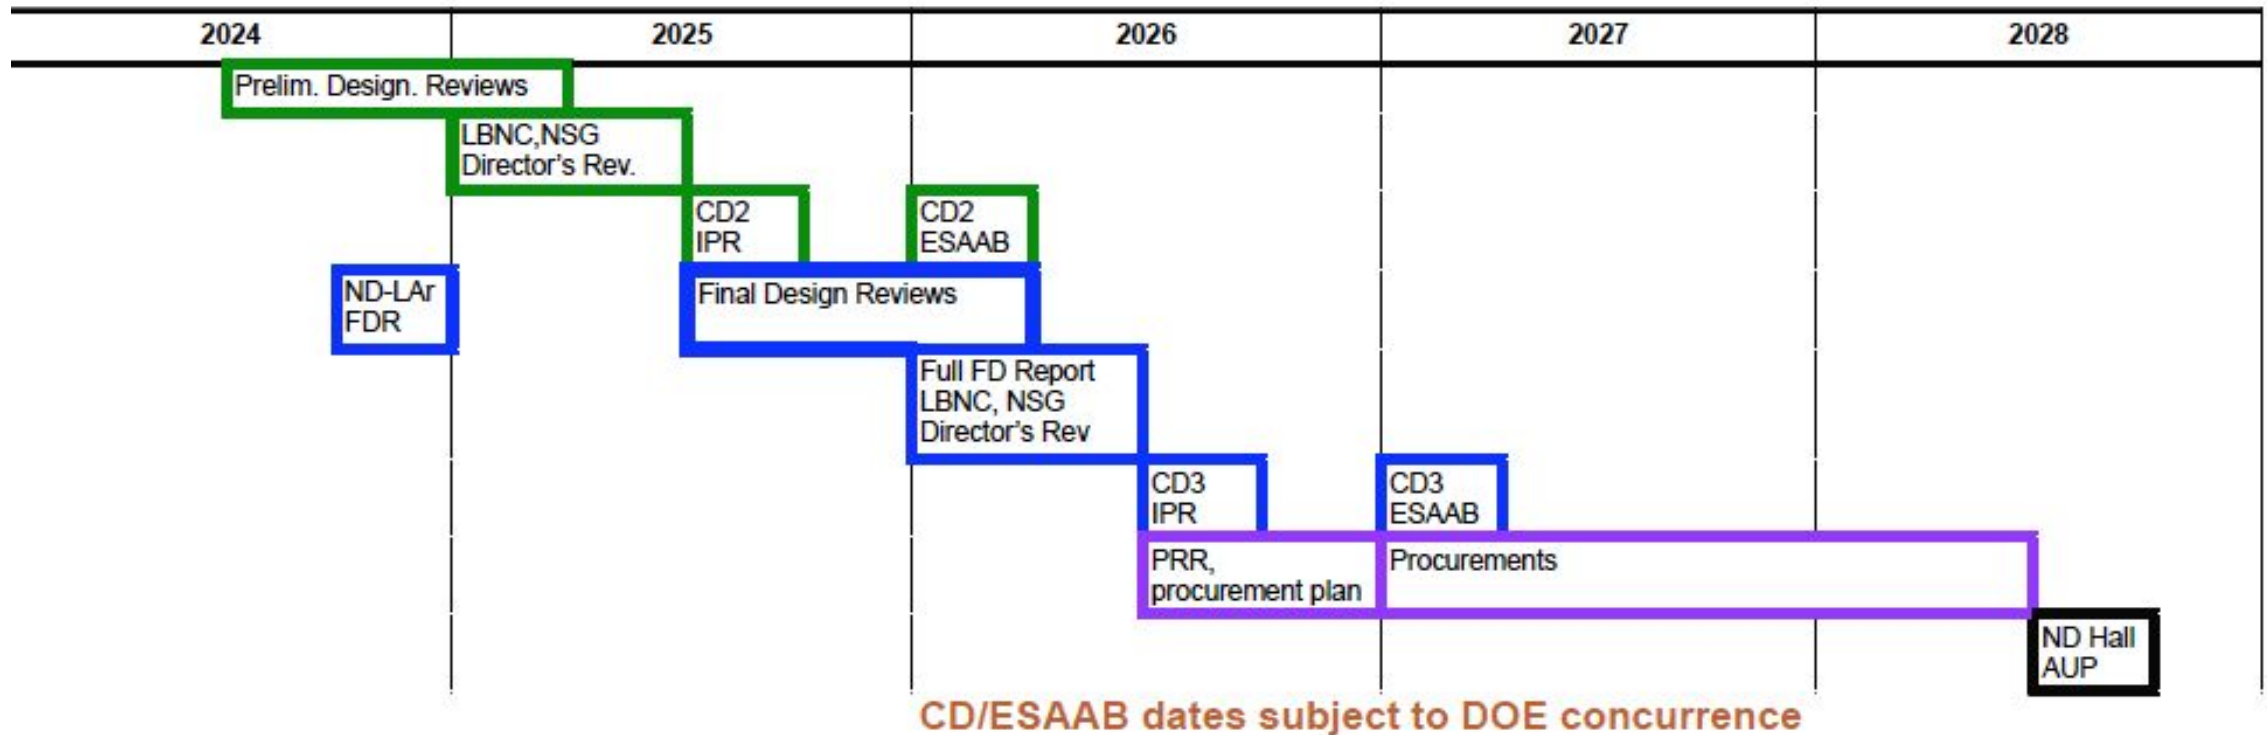 2024 2025 2026 2027 2028
Prelim. Design. Reviews
LBNC,NSG
Director's Rev.
CD2
IPR
CD2
ESAAB
ND-LAr
FDR
Final Design Reviews
Full FD Report
LBNC, NSG
Director's Rev
CD3
IPR
CD3
ESAAB
PRR,
procurement plan
Procurements
ND Hall
AUP
CD/ESAAB dates subject to DOE concurrence